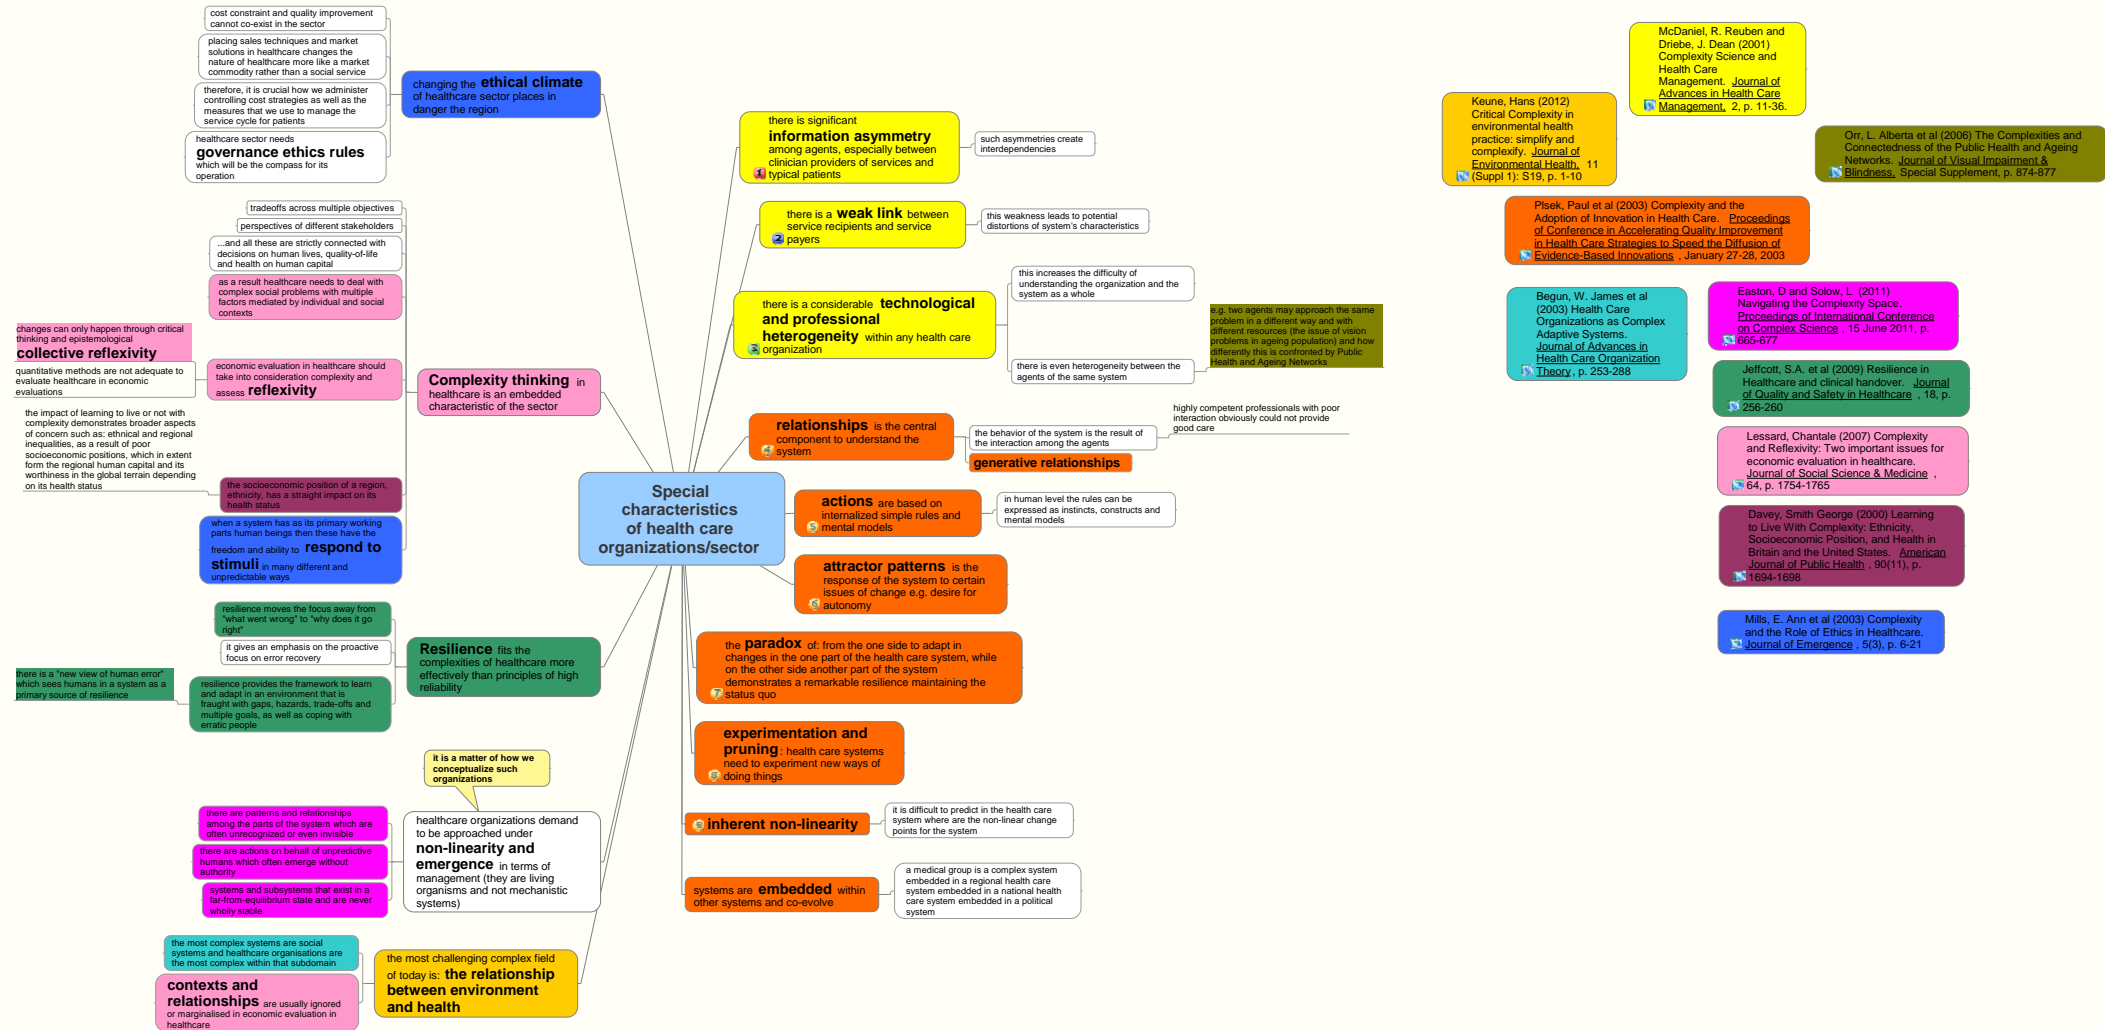 cost constraint and quality improvement
cannot co-exist in the sector
placing sales techniques and market
solutions in healthcare changes the
nature of healthcare more like a market
commodity rather than a social service
therefore, it is crucial how we administer
controlling cost strategies as well as the
measures that we use to manage the
service cycle for patients
healthcare sector needs
governance ethics rules
which will be the compass for its
operation
changing the ethical climate
of healthcare sector places in
danger the region
tradeoffs across multiple objectives
perspectives of different stakeholders
...and all these are strictly connected with
decisions on human lives, quality-of-life
and health on human capital
as a result healthcare needs to deal with
complex social problems with multiple
factors mediated by individual and social
contexts
changes can only happen through critical
thinking and epistemological
collective reflexivity
quantitative methods are not adequate to
evaluate healthcare in economic
evaluations
economic evaluation in healthcare should
take into consideration complexity and
assess reflexivity
the impact of learning to live or not with
complexity demonstrates broader aspects
of concern such as: ethnical and regional
inequalities, as a result of poor
socioeconomic positions, which in extent
form the regional human capital and its
worthiness in the global terrain depending
on its health status
the socioeconomic position of a region,
ethnicity, has a straight impact on its
health status
when a system has as its primary working
parts human beings then these have the
freedom and ability to respond to
stimuli in many different and
unpredictable ways
Complexity thinking in
healthcare is an embedded
characteristic of the sector
resilience moves the focus away from
"what went wrong" to "why does it go
right"
it gives an emphasis on the proactive
focus on error recovery
there is a "new view of human error"
which sees humans in a system as a
primary source of resilience
resilience provides the framework to learn
and adapt in an environment that is
fraught with gaps, hazards, trade-offs and
multiple goals, as well as coping with
erratic people
Resilience fits the
complexities of healthcare more
effectively than principles of high
reliability
it is a matter of how we
conceptualize such
organizations
there are patterns and relationships
among the parts of the system which are
often unrecognized or even invisible
there are actions on behalf of unpredictive
humans which often emerge without
authority
systems and subsystems that exist in a
far-from-equilibrium state and are never
wholly stable
healthcare organizations demand
to be approached under
non-linearity and
emergence in terms of
management (they are living
organisms and not mechanistic
systems)
the most complex systems are social
systems and healthcare organisations are
the most complex within that subdomain
contexts and
relationships are usually ignored
or marginalised in economic evaluation in
healthcare
the most challenging complex field
of today is: the relationship
between environment
and health
Special
characteristics
of health care
organizations/sector
there is significant
information asymmetry
among agents, especially between
clinician providers of services and
1 typical patients
such asymmetries create
interdependencies
there is a weak link between
service recipients and service
2 payers
this weakness leads to potential
distortions of system's characteristics
there is a considerable technological
and professional
heterogeneity within any health care
3 organization
this increases the difficulty of
understanding the organization and the
system as a whole
there is even heterogeneity between the
agents of the same system
e.g. two agents may approach the same
problem in a different way and with
different resources (the issue of vision
problems in ageing population) and how
differently this is confronted by Public
Health and Ageing Networks
relationships is the central
component to understand the
4 system
the behavior of the system is the result of
the interaction among the agents
highly competent professionals with poor
interaction obviously could not provide
good care
generative relationships
actions are based on
internalized simple rules and
5 mental models
in human level the rules can be
expressed as instincts, constructs and
mental models
attractor patterns is the
response of the system to certain
issues of change e.g. desire for
6 autonomy
the paradox of: from the one side to adapt in
changes in the one part of the health care system, while
on the other side another part of the system
demonstrates a remarkable resilience maintaining the
7 status quo
experimentation and
pruning: health care systems
need to experiment new ways of
8 doing things
9 inherent non-linearity
it is difficult to predict in the health care
system where are the non-linear change
points for the system
systems are embedded within
other systems and co-evolve
a medical group is a complex system
embedded in a regional health care
system embedded in a national health
care system embedded in a political
system
McDaniel, R. Reuben and
Driebe, J. Dean (2001)
Complexity Science and
Health Care
Management. Journal of
Advances in Health Care
Management, 2, p. 11-36.
Keune, Hans (2012)
Critical Complexity in
environmental health
practice: simplify and
complexify. Journal of
Environmental Health, 11
(Suppl 1): S19, p. 1-10
Orr, L. Alberta et al (2006) The Complexities and
Connectedness of the Public Health and Ageing
Networks. Journal of Visual Impairment &
Blindness, Special Supplement, p. 874-877
Plsek, Paul et al (2003) Complexity and the
Adoption of Innovation in Health Care. Proceedings
of Conference in Accelerating Quality Improvement
in Health Care Strategies to Speed the Diffusion of
Evidence-Based Innovations , January 27-28, 2003
Begun, W. James et al
(2003) Health Care
Organizations as Complex
Adaptive Systems.
Journal of Advances in
Health Care Organization
Theory, p. 253-288
Easton, D and Solow, L (2011)
Navigating the Complexity Space.
Proceedings of International Conference
on Complex Science , 15 June 2011, p.
665-677
Jeffcott, S.A. et al (2009) Resilience in
Healthcare and clinical handover. Journal
of Quality and Safety in Healthcare , 18, p.
256-260
Lessard, Chantale (2007) Complexity
and Reflexivity: Two important issues for
economic evaluation in healthcare.
Journal of Social Science & Medicine ,
64, p. 1754-1765
Davey, Smith George (2000) Learning
to Live With Complexity: Ethnicity,
Socioeconomic Position, and Health in
Britain and the United States. American
Journal of Public Health , 90(11), p.
1694-1698
Mills, E. Ann et al (2003) Complexity
and the Role of Ethics in Healthcare.
Journal of Emergence , 5(3), p. 6-21